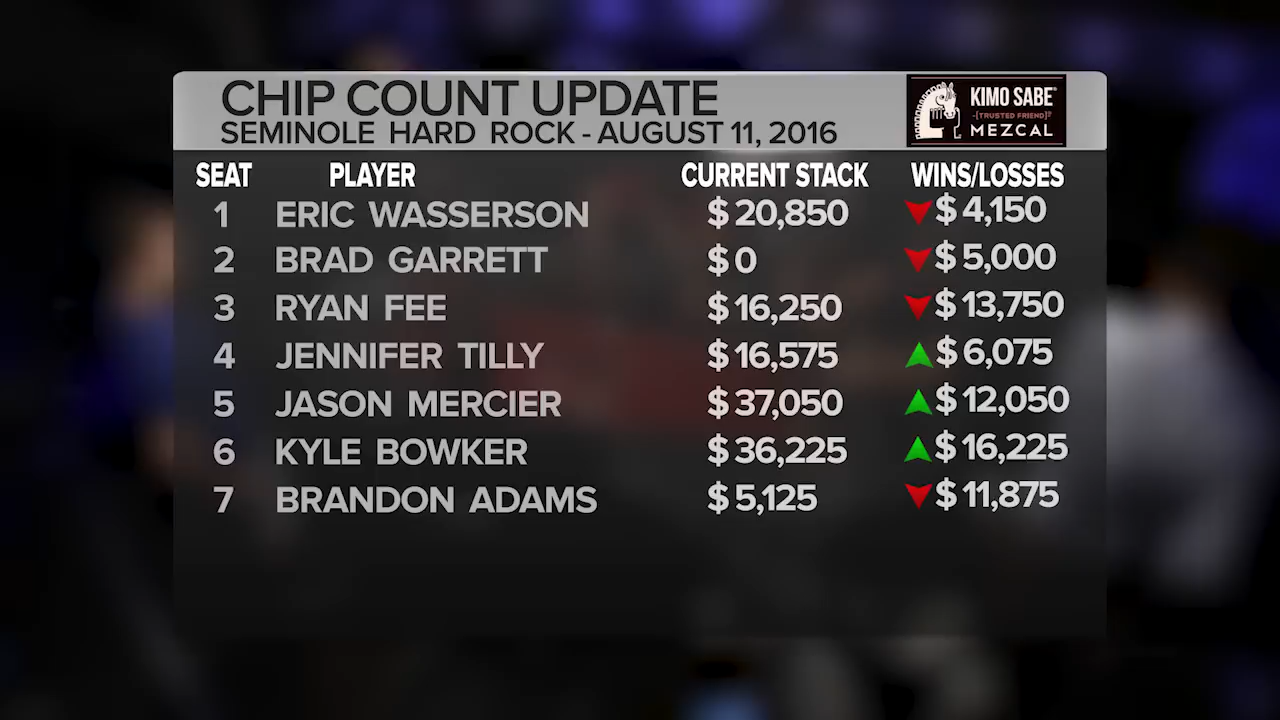 CHIP COUNT UPDATE
SEMINOLE HARD ROCK - AUGUST 11, 2016
KIMO SABE®
-[TRUSTED FRIEND]®
MEZCAL
SEAT PLAYER CURRENT STACK WINS/LOSSES
1 ERIC WASSERSON $20,850 $4,150
2 BRAD GARRETT $0 $5,000
3 RYAN FEE $16,250 $13,750
4 JENNIFER TILLY $16,575 $6,075
5 JASON MERCIER $37,050 $12,050
6 KYLE BOWKER $36,225 $16,225
7 BRANDON ADAMS $5,125 $11,875